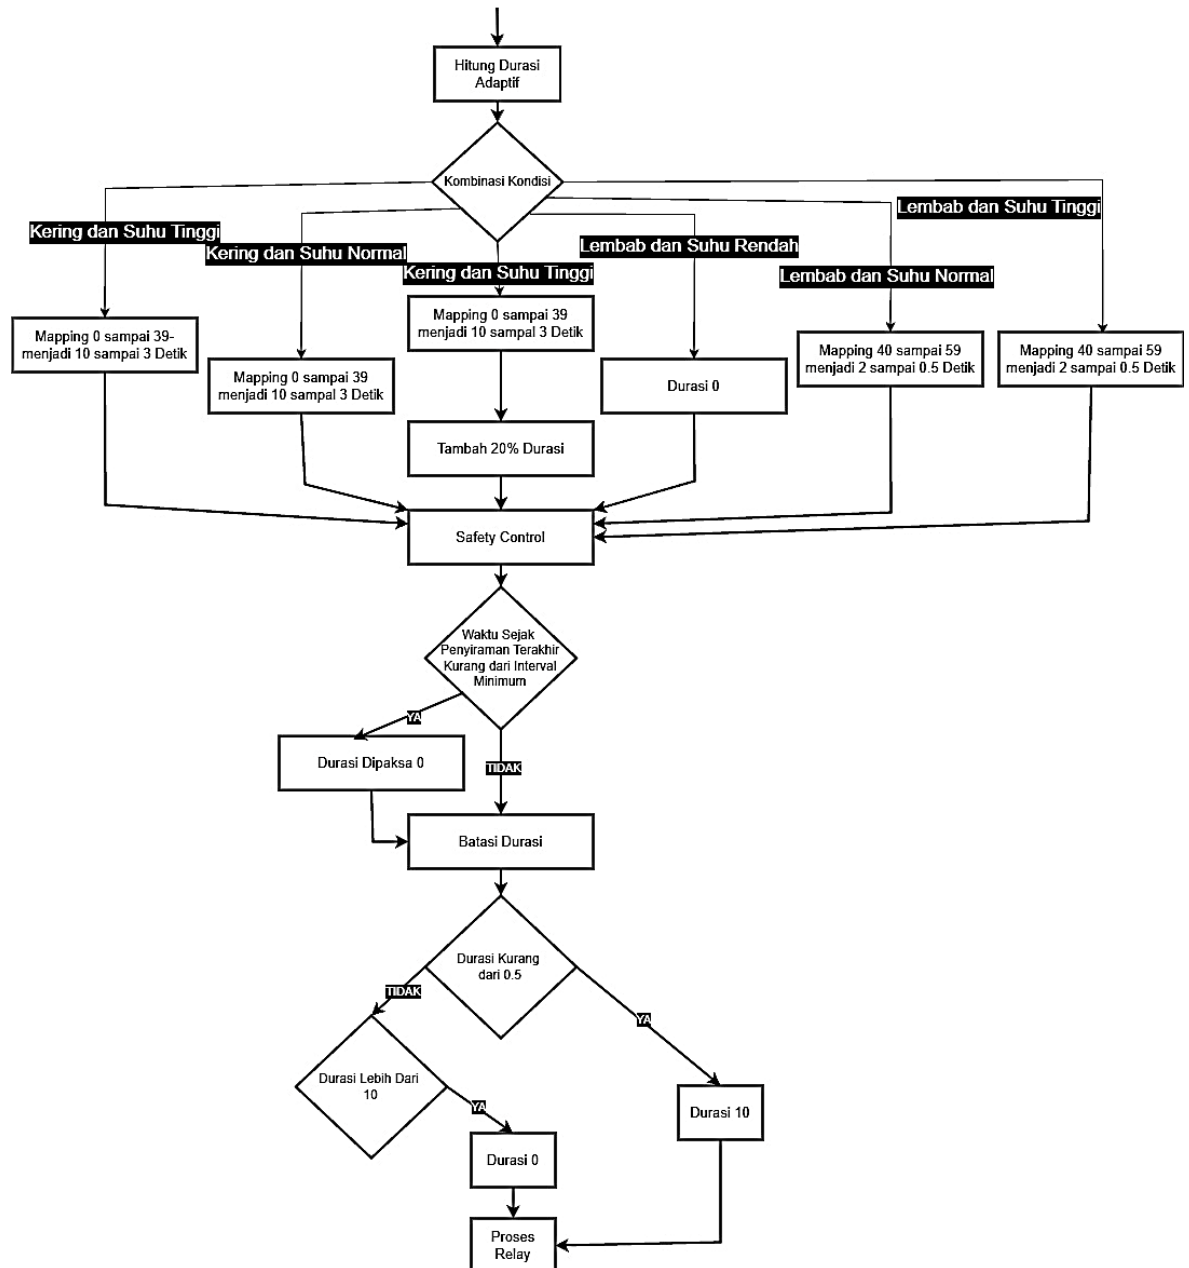 Hitung Durasi
Adaptif
Kombinasi Kondisi
Kering dan Suhu Tinggi
Kering dan Suhu Normal
Kering dan Suhu Tinggi
Lembab dan Suhu Rendah
Lembab dan Suhu Normal
Lembab dan Suhu Tinggi
Mapping 0 sampai 39-
menjadi 10 sampai 3 Detik
Mapping 0 sampai 39
menjadi 10 sampal 3 Detik
Mapping 0 sampai 39
menjadi 10 sampal 3 Detik
Tambah 20% Durasi
Durasi 0
Mapping 40 sampai 59
menjadi 2 sampai 0.5 Detik
Mapping 40 sampai 59
menjadi 2 sampai 0.5 Detik
Safety Control
Waktu Sejak
Penyiraman Terakhir
Kurang dari Interval
Minimum
YA
TIDAK
Durasi Dipaksa 0
Batasi Durasi
Durasi Kurang
dari 0.5
TIDAK
YA
Durasi Lebih Dari
10
YA
Durasi 10
Durasi 0
Proses
Relay